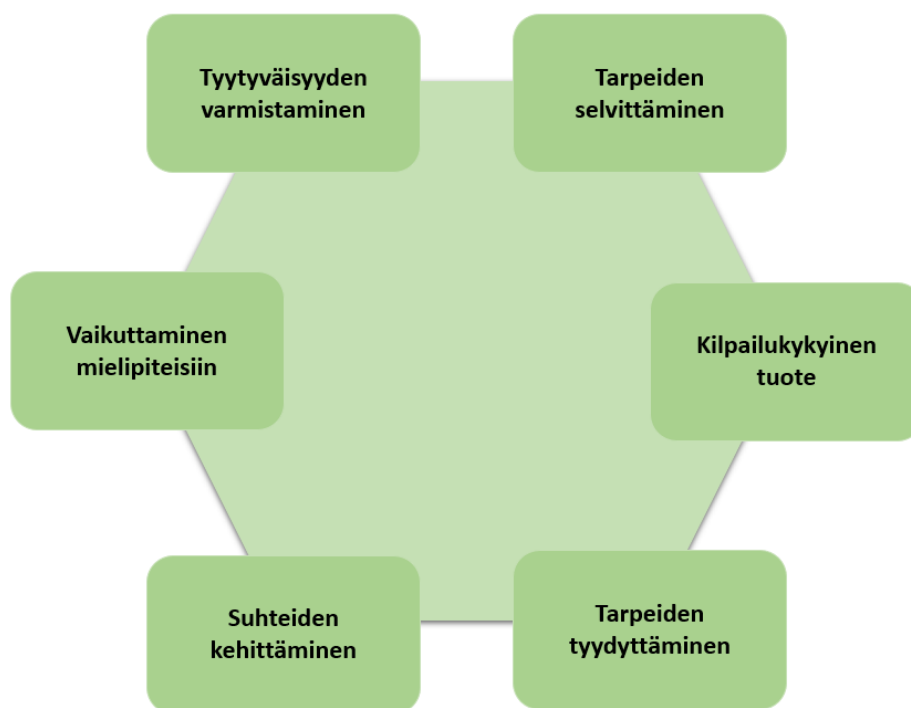 Tyytyväisyyden
varmistaminen
Tarpeiden
selvittäminen
Vaikuttaminen
mielipiteisiin
Kilpailukykyinen
tuote
Suhteiden
kehittäminen
Tarpeiden
tyydyttäminen